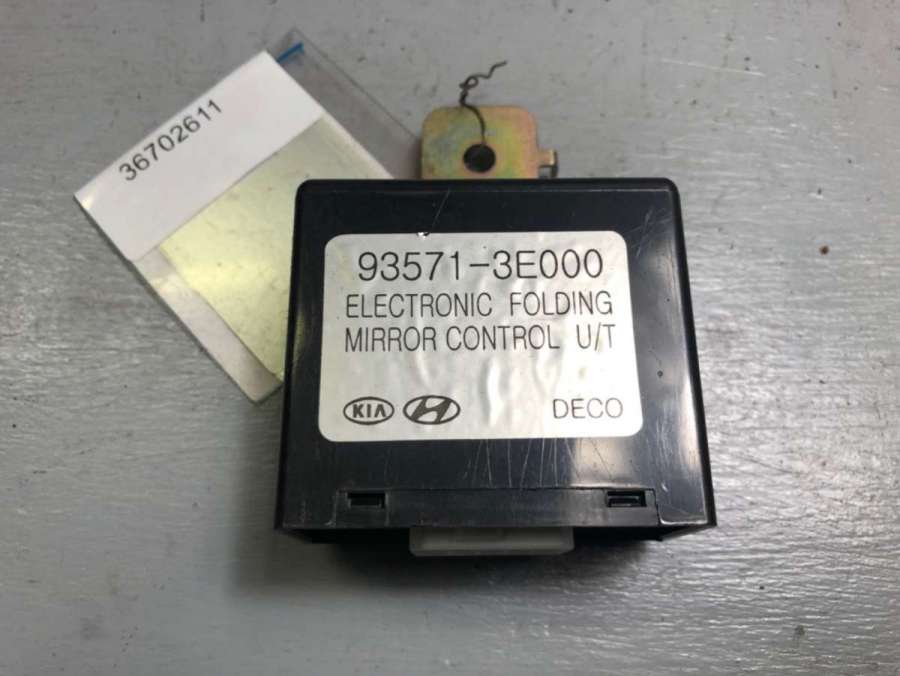 36702611
93571-3E000
ELECTRONIC FOLDING
MIRROR CONTROL U/T
KIA DECO